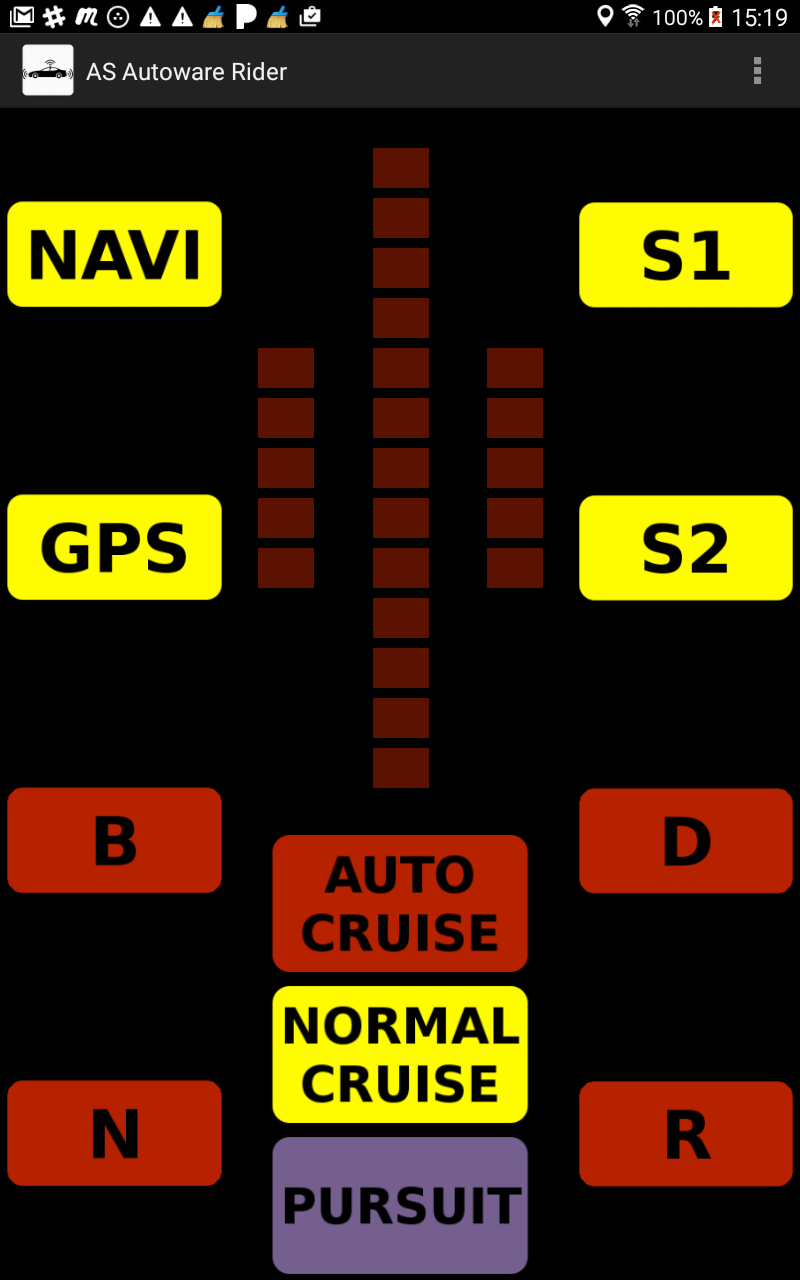 100% 15:19
AS Autoware Rider
NAVI
S1
GPS
S2
B
D
AUTO
CRUISE
NORMAL
CRUISE
N
R
PURSUIT